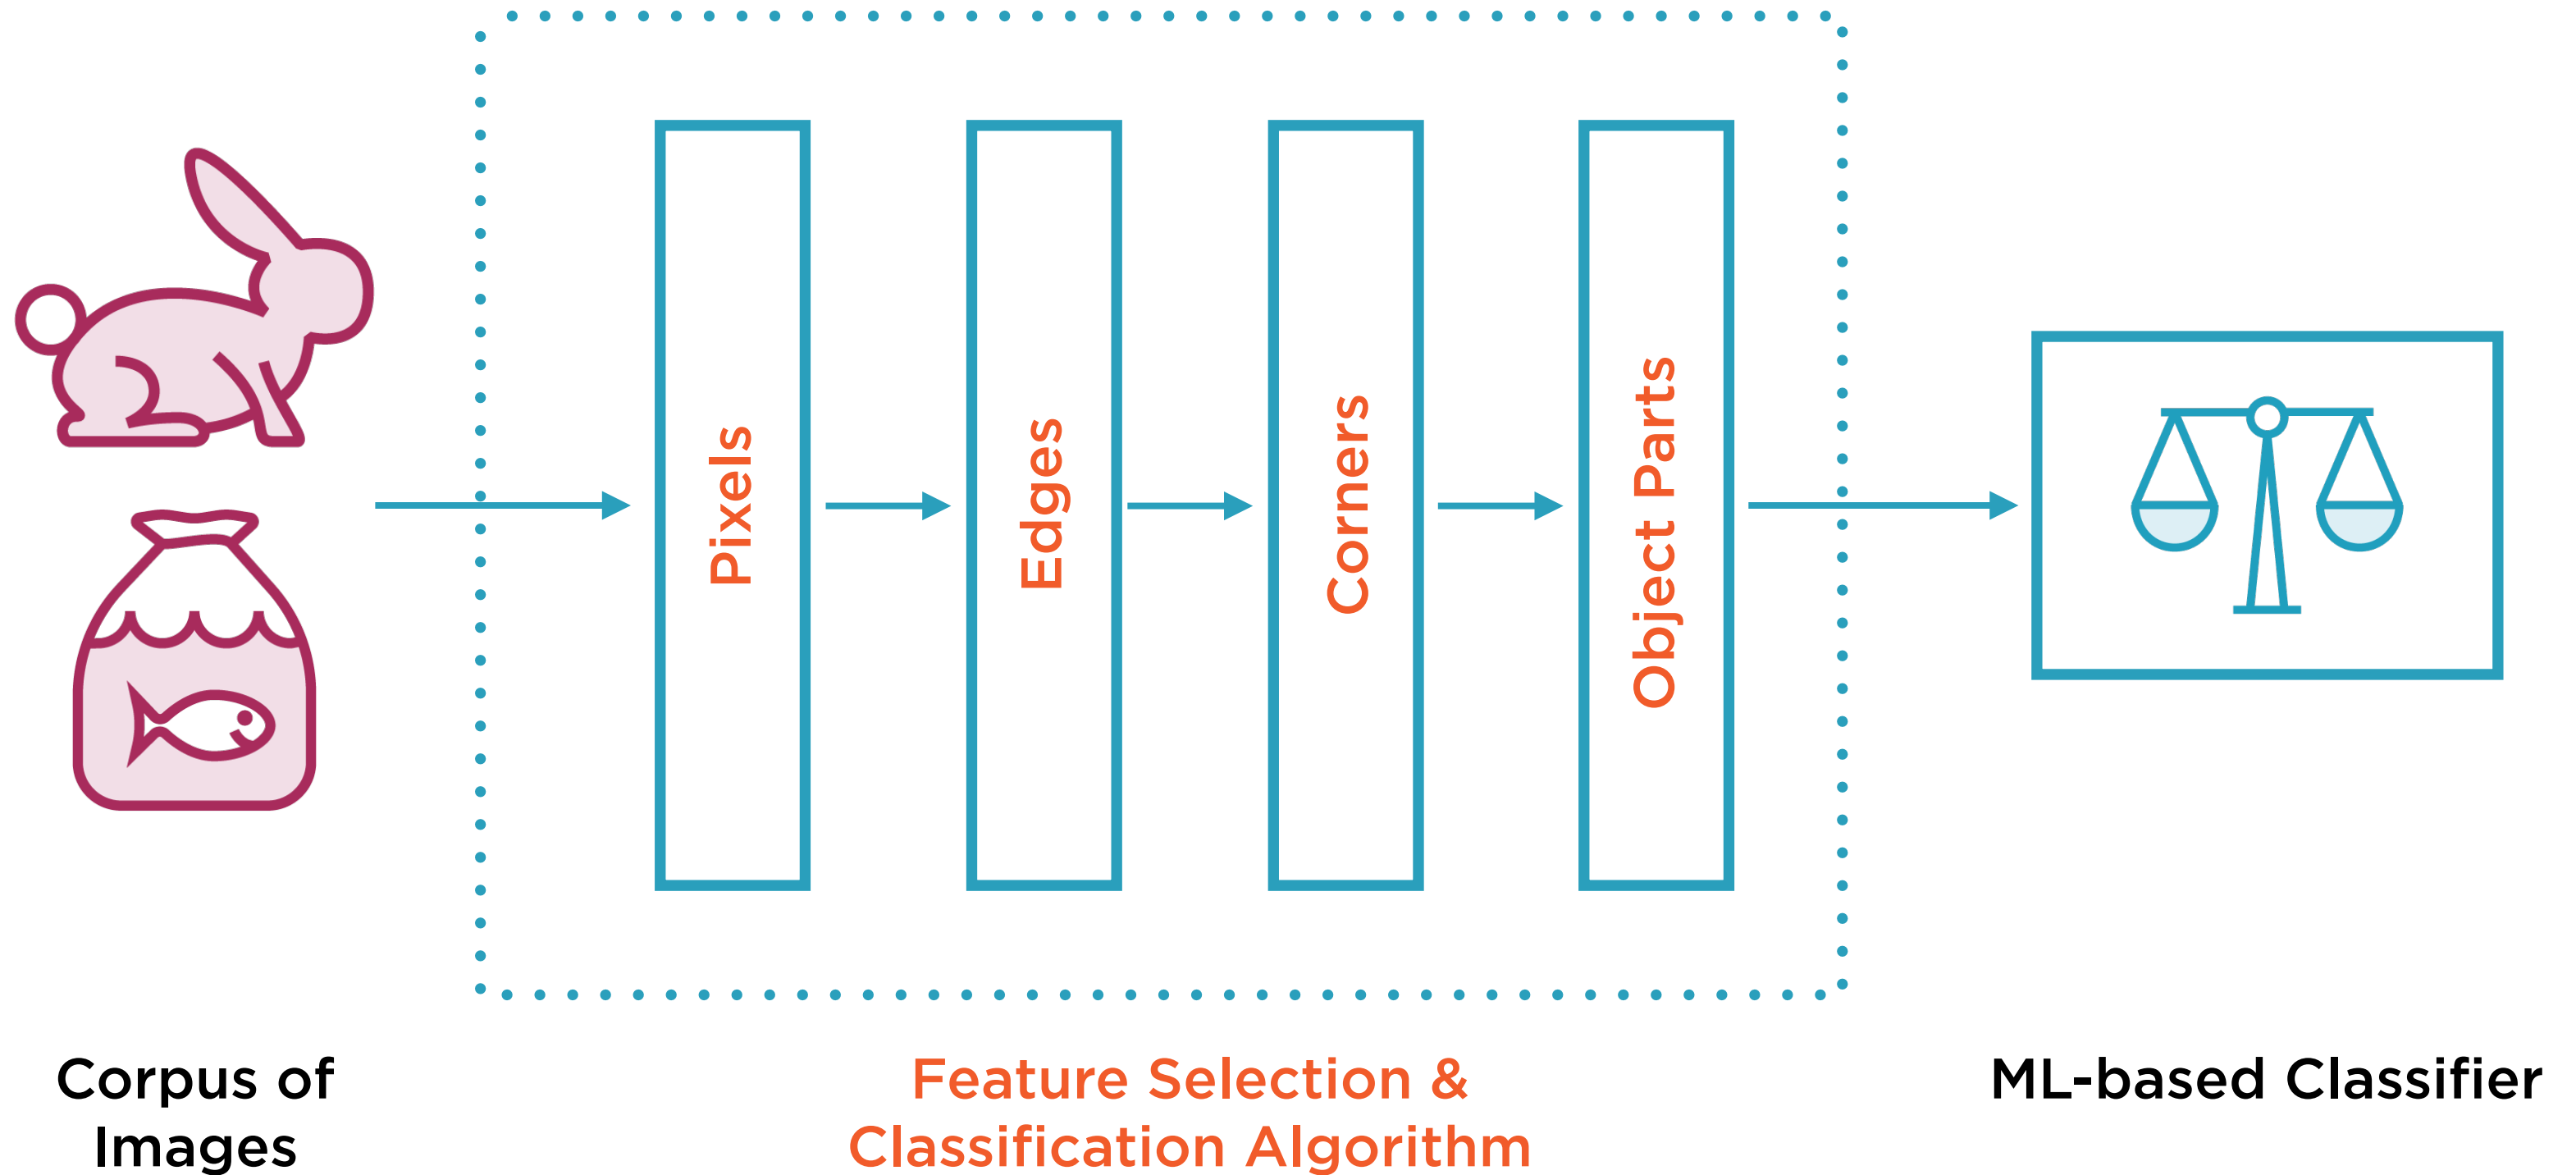 Pixels
Edges
Corners
Object Parts
Corpus of
Images
Feature Selection &
Classification Algorithm
ML-based Classifier